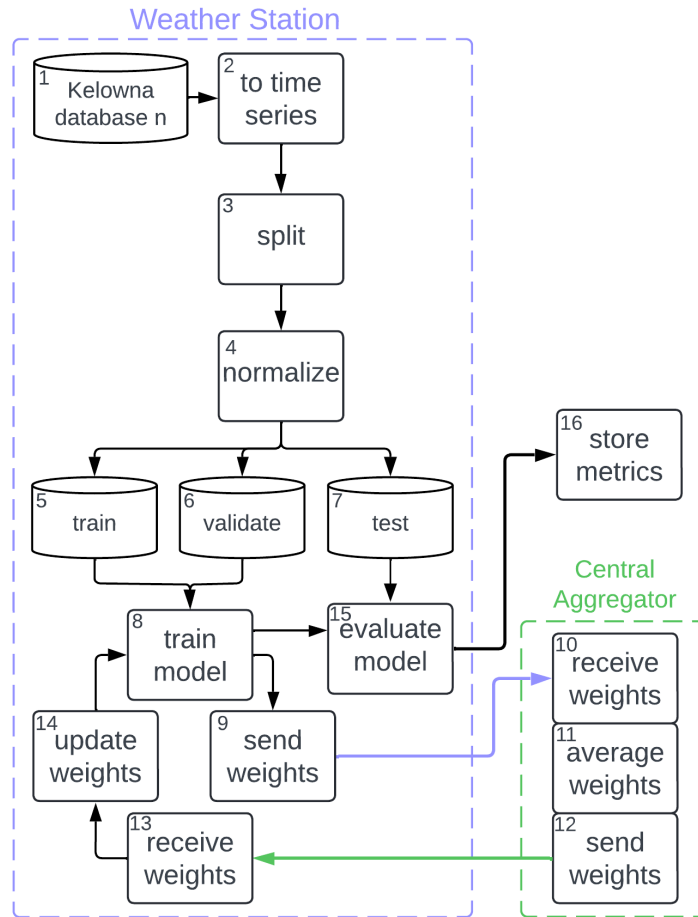 Weather Station
1
Kelowna
database n
2
to time
series
3
split
4
normalize
5
train
6
validate
7
test
16
store
metrics
Central
Aggregator
8
train
model
15
evaluate
model
10
receive
weights
14
update
weights
9
send
weights
11
average
weights
13
receive
weights
12
send
weights